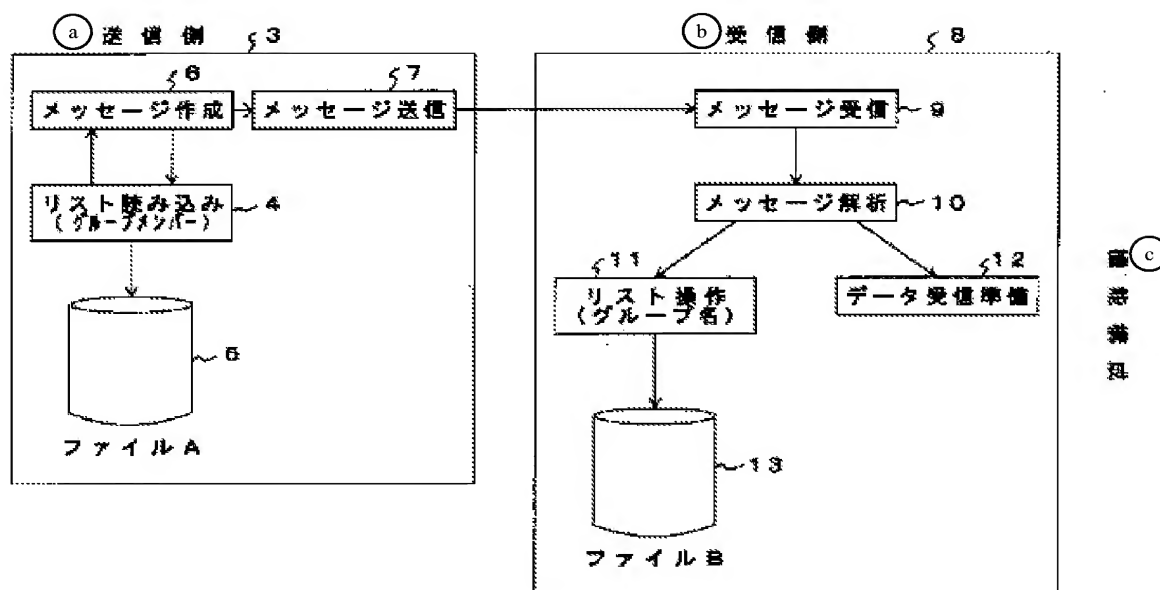 a 送信側 3
b 受信側 8
6
7
メッセージ作成
メッセージ送信
メッセージ受信
9
リスト読み込み
(グループメンバー)
4
メッセージ解析
10
11
12
リスト操作
(グループ名)
データ受信準備
c
5
ファイルA
13
ファイルB